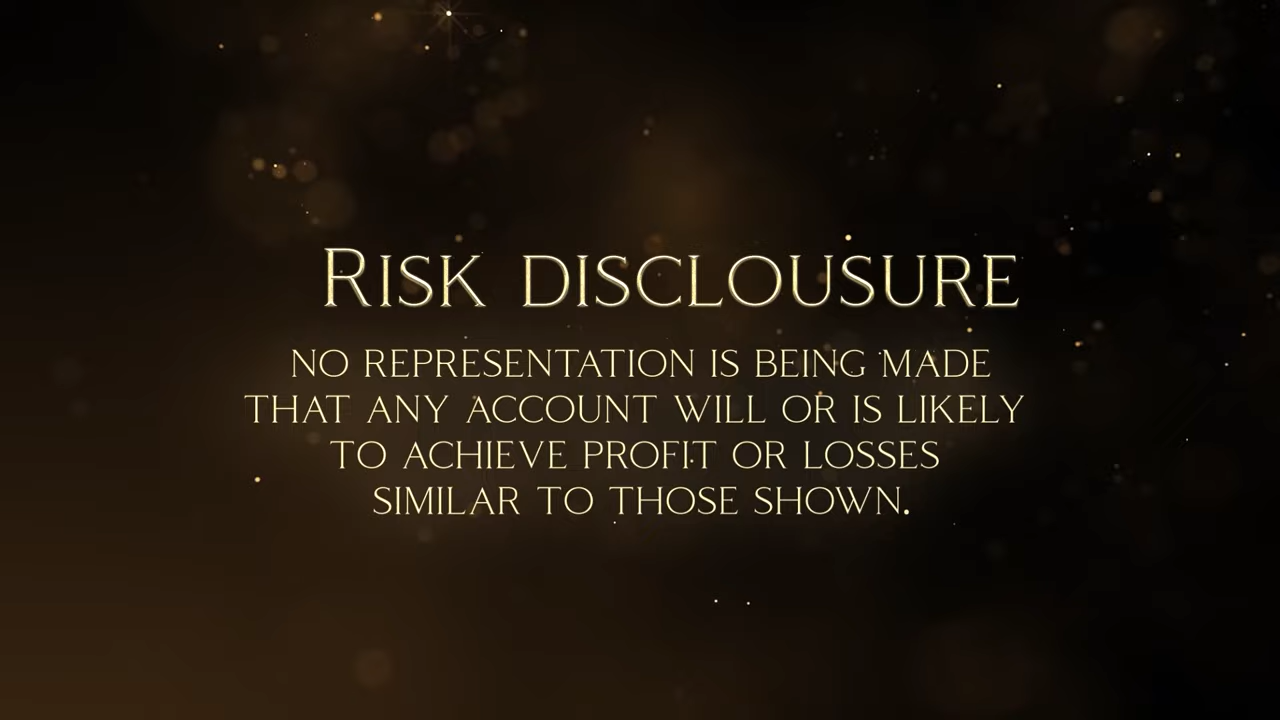 Risk disclousure
NO REPRESENTATION IS BEING MADE
THAT ANY ACCOUNT WILL OR IS LIKELY
TO ACHIEVE PROFIT OR LOSSES
SIMILAR TO THOSE SHOWN.